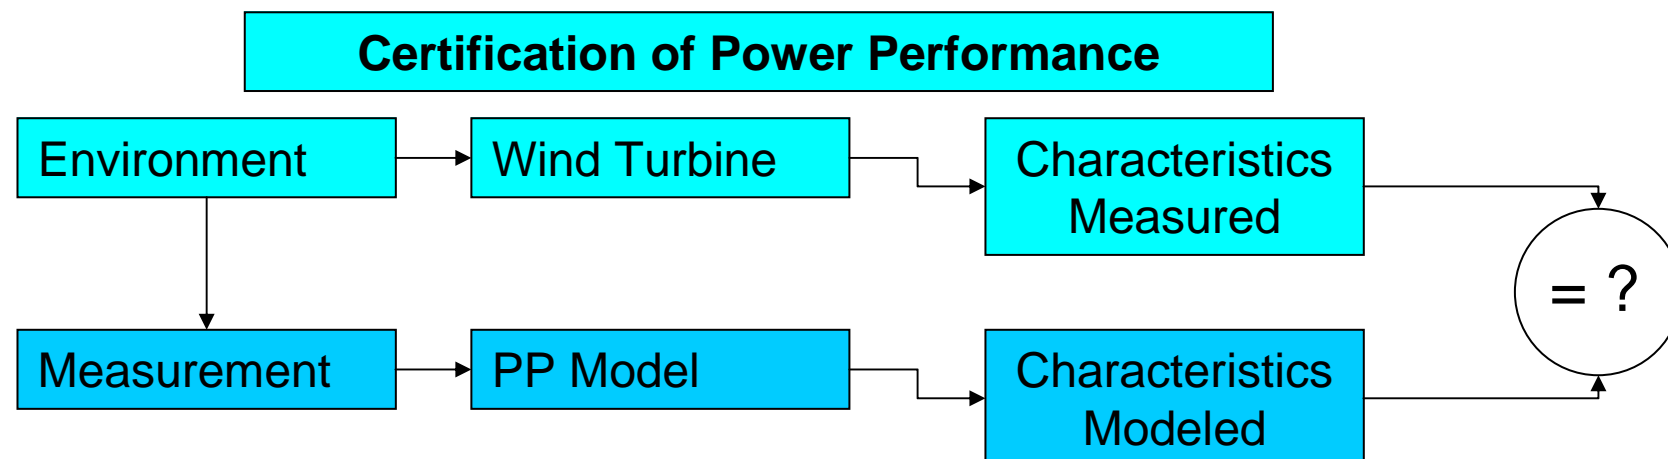 Certification of Power Performance
Environment
Wind Turbine
Characteristics
Measured
= ?
Measurement
PP Model
Characteristics
Modeled